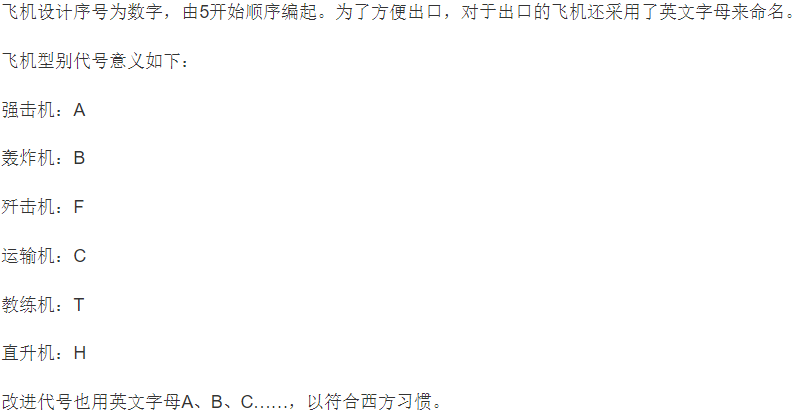 飞机设计序号为数字，由5开始顺序编起。为了方便出口，对于出口的飞机还采用了英文字母来命名。
飞机型别代号意义如下：
强击机：A
轰炸机：B
歼击机：F
运输机：C
教练机：T
直升机：H
改进代号也用英文字母A、B、C……，以符合西方习惯。